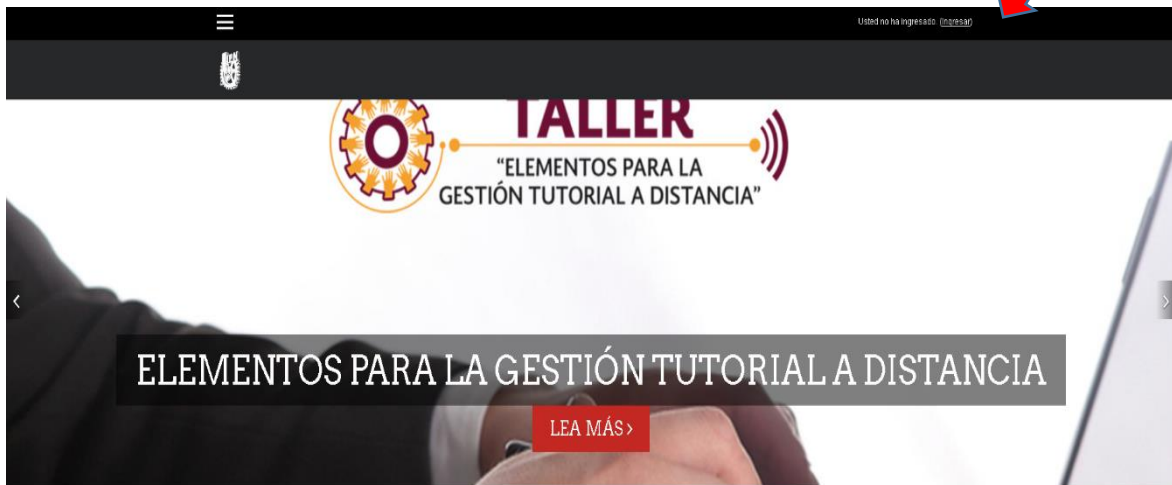 Usted no ha ingresado. (Ingresar)
TALLER
“ELEMENTOS PARA LA
GESTIÓN TUTORIAL A DISTANCIA”
ELEMENTOS PARA LA GESTIÓN TUTORIAL A DISTANCIA
LEA MÁS >